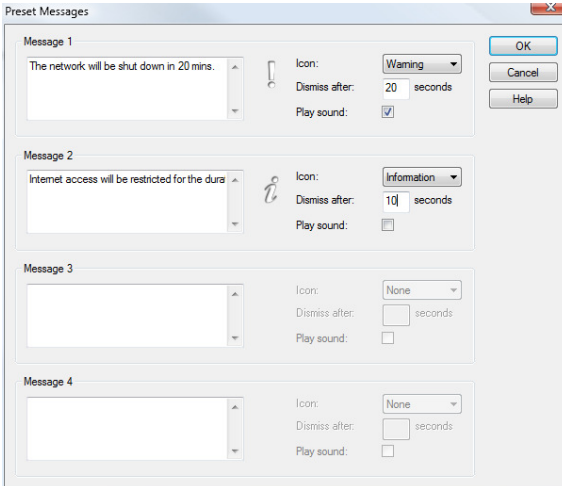 Preset Messages
Message 1
The network will be shut down in 20 mins.
Icon: Warning
Dismiss after: 20 seconds
Play sound:
OK
Cancel
Help
Message 2
Internet access will be restricted for the dura
Icon: Information
Dismiss after: 10 seconds
Play sound:
Message 3
Icon: None
Dismiss after: seconds
Play sound:
Message 4
Icon: None
Dismiss after: seconds
Play sound: